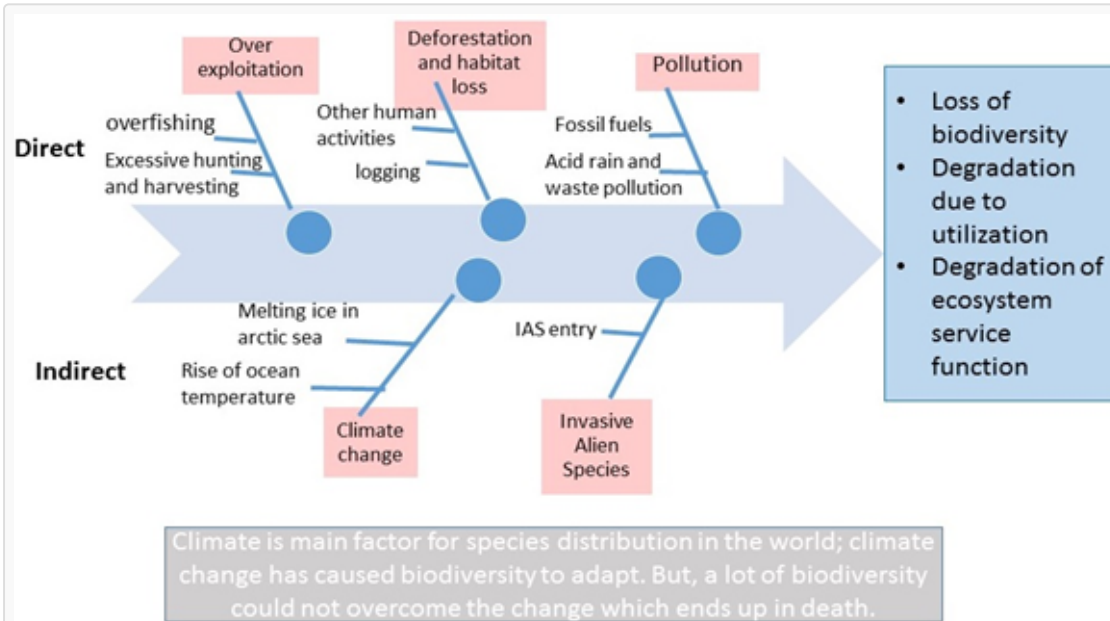 Over
exploitation
Deforestation
and habitat
loss
Pollution
Direct
overfishing
Excessive hunting
and harvesting
Other human
activities
logging
Fossil fuels
Acid rain and
waste pollution
Indirect
Melting ice in
arctic sea
Rise of ocean
temperature
Climate
change
IAS entry
Invasive
Alien
Species
• Loss of
biodiversity
• Degradation
due to
utilization
• Degradation of
ecosystem
service
function
Climate is main factor for species distribution in the world; climate
change has caused biodiversity to adapt. But, a lot of biodiversity
could not overcome the change which ends up in death.